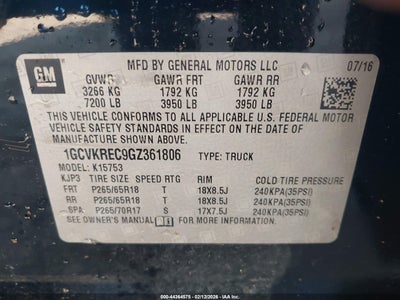 MFD BY GENERAL MOTORS LLC
GM
07/16
GVWR GAWR FRT GAWR RR
3266 KG 1792 KG 1792 KG
7200 LB 3950 LB 3950 LB
THIS VEHICLE CONFORMS TO ALL APPLICABLE U.S. FEDERAL MOTOR
VEHICLE SAFETY STANDARDS IN EFFECT ON THE DATE OF
MANUFACTURE SHOWN ABOVE.
1GCVKREC9GZ361806 TYPE: TRUCK
MODEL: K15753
KJP3 TIRE SIZE SPEED RTG RIM COLD TIRE PRESSURE
FRT P265/65R18 T 18X8.5J 240KPA(35PSI)
RR P265/65R18 T 18X8.5J 240KPA(35PSI)
SPA P265/70R17 S 17X7.5J 240KPA(35PSI)
SEE OWNER'S MANUAL FOR ADDITIONAL INFORMATION.
000-44364575 - 02/12/2026 - IAA Inc.